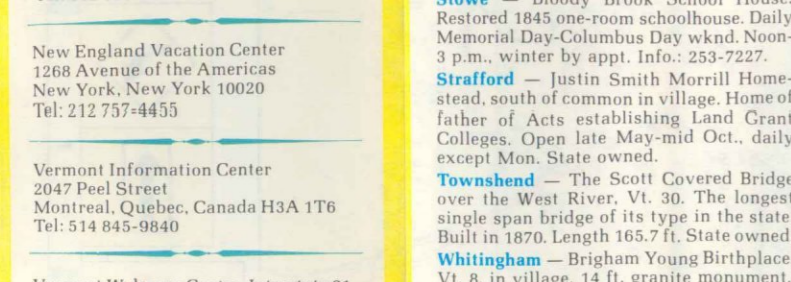 New England Vacation Center
1268 Avenue of the Americas
New York, New York 10020
Tel: 212 757=4455
Vermont Information Center
2047 Peel Street
Montreal, Quebec, Canada H3A 1T6
Tel: 514 845-9840
Stowe — Bloody Brook School House.
Restored 1845 one-room schoolhouse. Daily
Memorial Day-Columbus Day wknd. Noon-
3 p.m., winter by appt. Info.: 253-7227.
Strafford — Justin Smith Morrill Home-
stead, south of common in village. Home of
father of Acts establishing Land Grant
Colleges. Open late May-mid Oct., daily
except Mon. State owned.
Townshend — The Scott Covered Bridge
over the West River, Vt. 30. The longest
single span bridge of its type in the state
Built in 1870. Length 165.7 ft. State owned
Whitingham — Brigham Young Birthplace
Vt. 8, in village. 14 ft. granite monument.